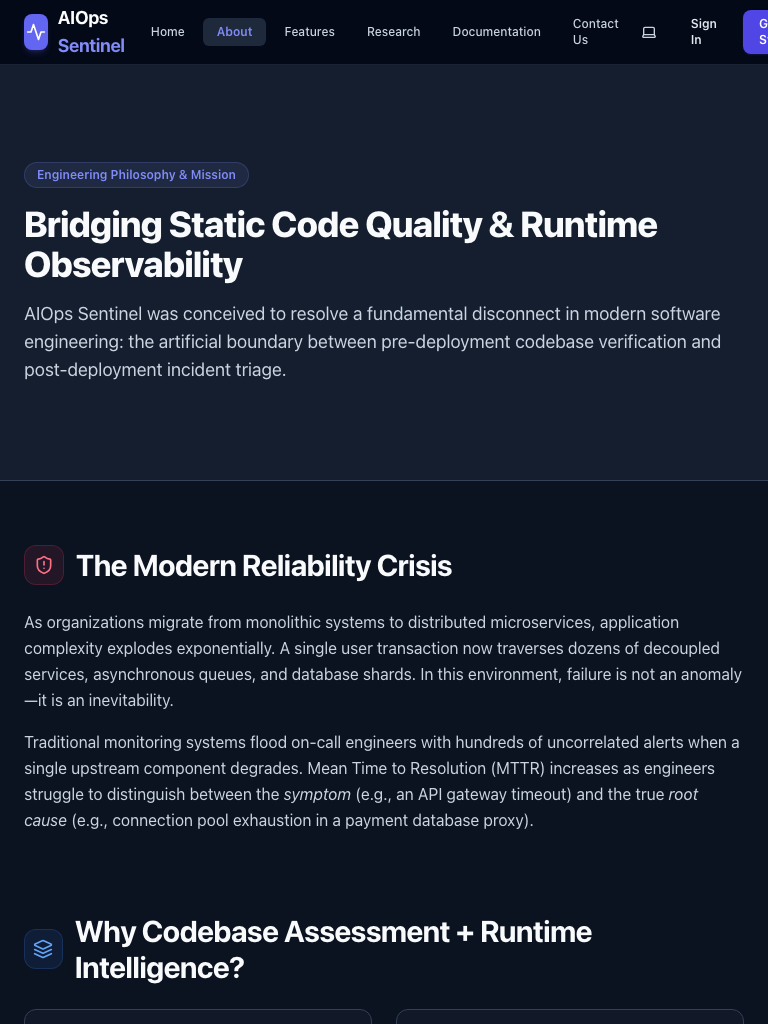 AIOps
Sentinel
Home
About
Features
Research
Documentation
Contact
Us
Sign
In
Engineering Philosophy & Mission
Bridging Static Code Quality & Runtime
Observability
AIOps Sentinel was conceived to resolve a fundamental disconnect in modern software
engineering: the artificial boundary between pre-deployment codebase verification and
post-deployment incident triage.
The Modern Reliability Crisis
As organizations migrate from monolithic systems to distributed microservices, application
complexity explodes exponentially. A single user transaction now traverses dozens of decoupled
services, asynchronous queues, and database shards. In this environment, failure is not an anomaly
—it is an inevitability.
Traditional monitoring systems flood on-call engineers with hundreds of uncorrelated alerts when a
single upstream component degrades. Mean Time to Resolution (MTTR) increases as engineers
struggle to distinguish between the symptom (e.g., an API gateway timeout) and the true root
cause (e.g., connection pool exhaustion in a payment database proxy).
Why Codebase Assessment + Runtime
Intelligence?